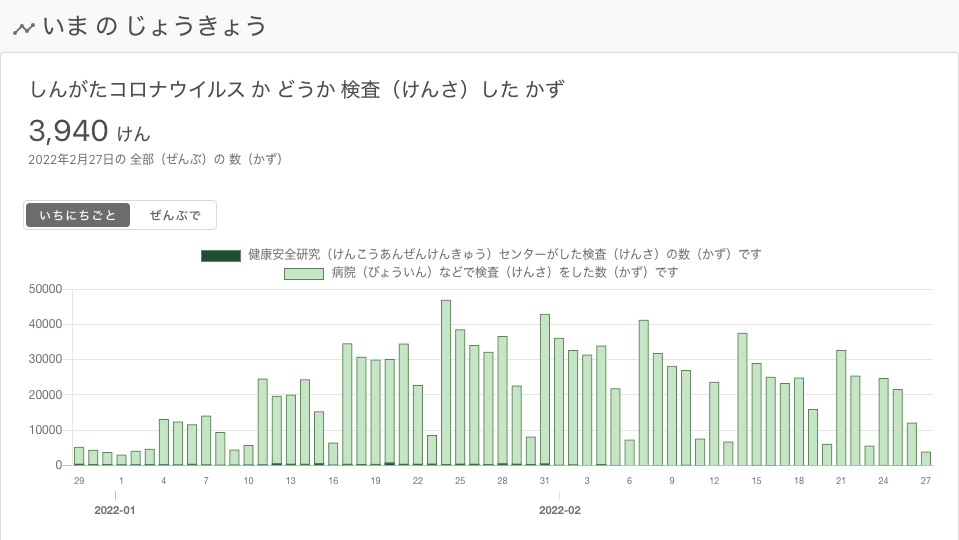 いま の じょうきょう
しんがたコロナウイルス か どうか 検査（けんさ）した かず
3,940 けん
2022年2月27日の 全部（ぜんぶ）の 数（かず）
いちにちごと ぜんぶで
健康安全研究（けんこうあんぜんけんきゅう）センターがした検査（けんさ）の数（かず）です
病院（びょういん）などで検査（けんさ）をした数（かず）です
50000
40000
30000
20000
10000
0
29 1 4 7 10 13 16 19 22 25 28 31 3 6 9 12 15 18 21 24 27
2022-01 2022-02